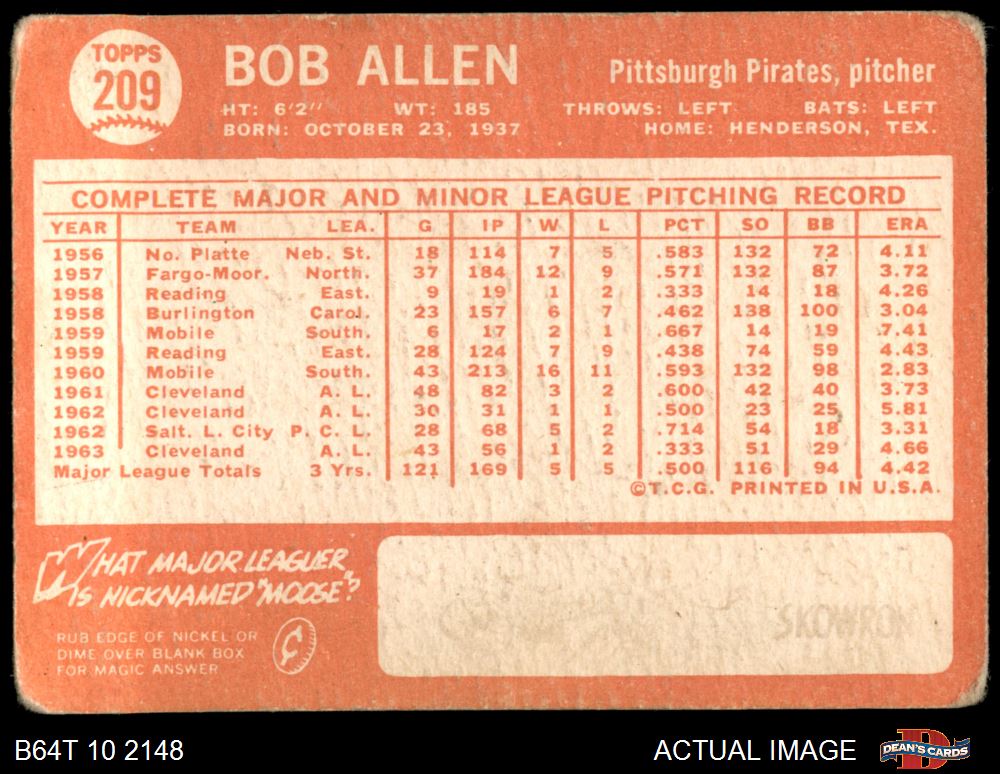 TOPPS
209
BOB ALLEN
Pittsburgh Pirates, pitcher
HT: 6'2" WT: 185 THROWS: LEFT BATS: LEFT
BORN: OCTOBER 23, 1937 HOME: HENDERSON, TEX.
COMPLETE MAJOR AND MINOR LEAGUE PITCHING RECORD
YEAR TEAM LEA. G IP W L PCT SO BB ERA
1956 No. Platte Neb. St. 18 114 7 5 .583 132 72 4.11
1957 Fargo-Moor. North. 37 184 12 9 .571 132 87 3.72
1958 Reading East. 9 19 1 2 .333 14 18 4.26
1958 Burlington Carol. 23 157 6 7 .462 138 100 3.04
1959 Mobile South. 6 17 2 1 .667 14 19 7.41
1959 Reading East. 28 124 7 9 .438 74 59 4.43
1960 Mobile South. 43 213 16 11 .593 132 98 2.83
1961 Cleveland A. L. 48 82 3 2 .600 42 40 3.73
1962 Cleveland A. L. 30 31 1 1 .500 23 25 5.81
1962 Salt. L. City P. C. L. 28 68 5 2 .714 54 18 3.31
1963 Cleveland A. L. 43 56 1 2 .333 51 29 4.66
Major League Totals 3 Yrs. 121 169 5 5 .500 116 94 4.42
©T.C.G. PRINTED IN U.S.A.
WHAT MAJOR LEAGUER
IS NICKNAMED "MOOSE"?
RUB EDGE OF NICKEL OR
DIME OVER BLANK BOX
FOR MAGIC ANSWER
¢
SKOWRON
B64T 10 2148
ACTUAL IMAGE
DEAN'S CARDS